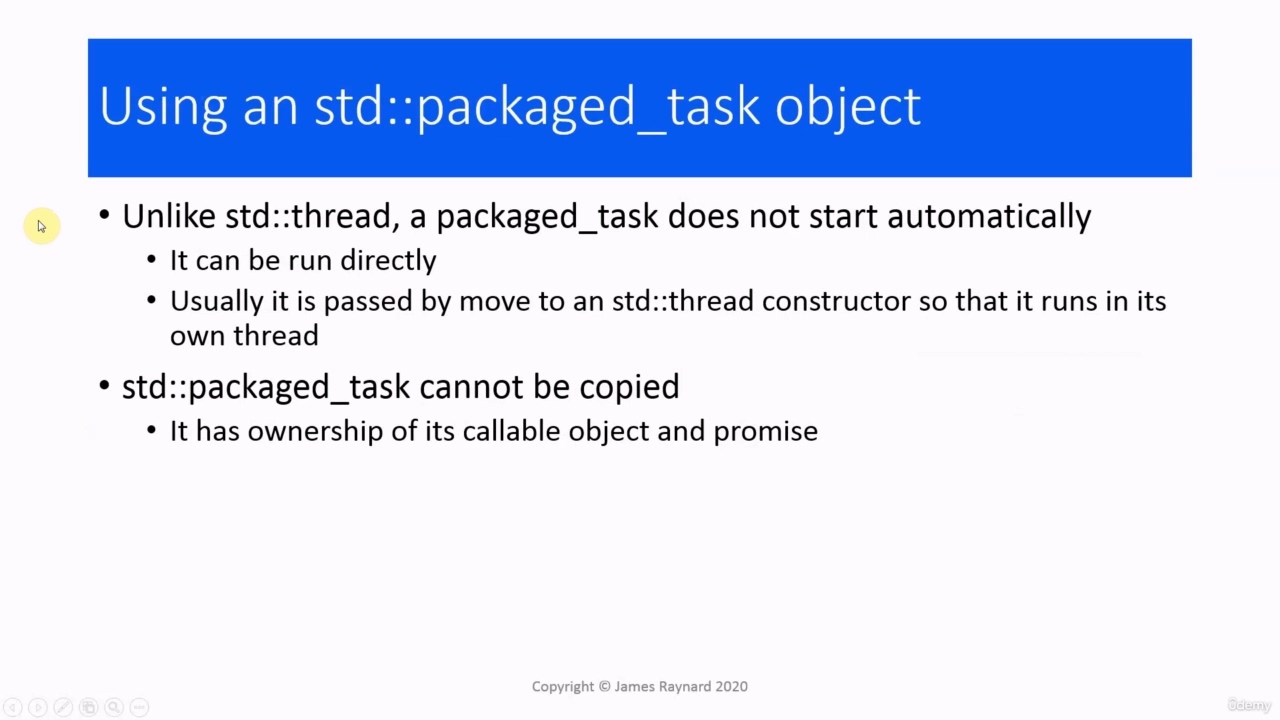 Using an std::packaged_task object
• Unlike std::thread, a packaged_task does not start automatically
• It can be run directly
• Usually it is passed by move to an std::thread constructor so that it runs in its
own thread
• std::packaged_task cannot be copied
• It has ownership of its callable object and promise
Copyright © James Raynard 2020
ûdemy